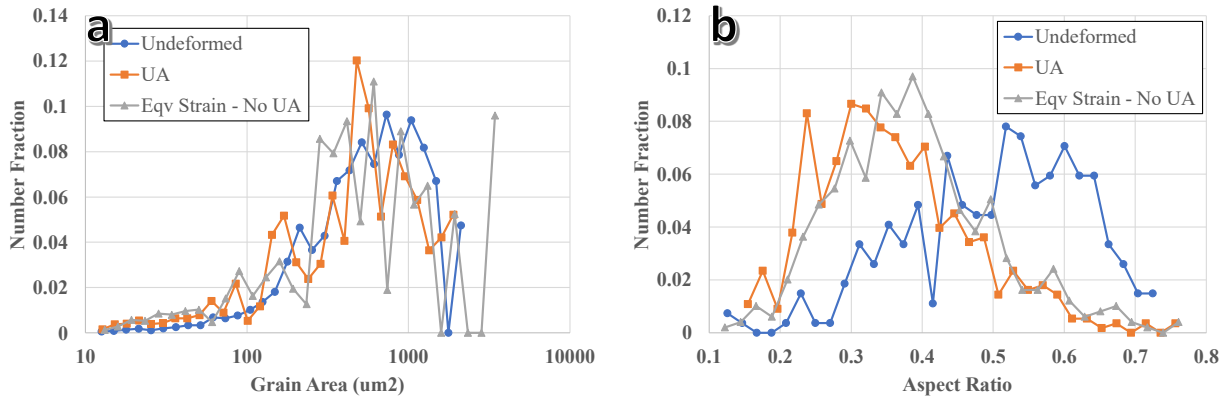 a
0.14
0.12
0.1
0.08
0.06
0.04
0.02
0
Number Fraction
Undeformed
UA
Eqv Strain - No UA
10 100 1000 10000
Grain Area (um2)
b
0.12
0.1
0.08
0.06
0.04
0.02
0
Number Fraction
Undeformed
UA
Eqv Strain - No UA
0.1 0.2 0.3 0.4 0.5 0.6 0.7 0.8
Aspect Ratio